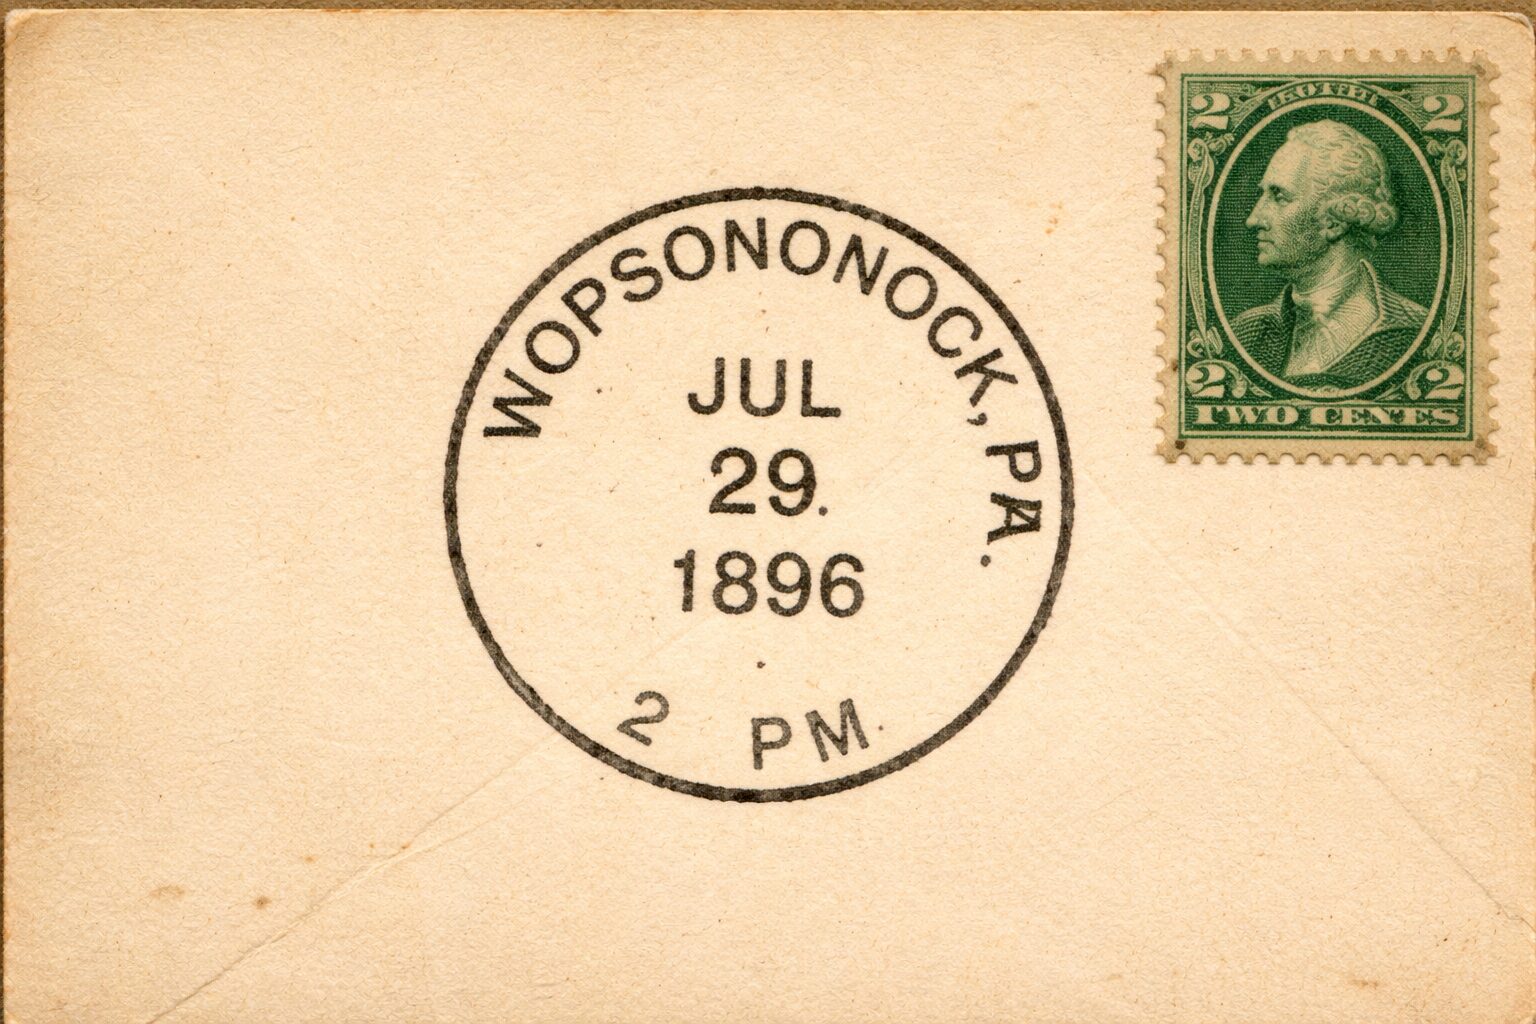 WOPSONONOCK, PA.
JUL
29.
1896
2 PM.
2 2
2 2
TWO CENTS